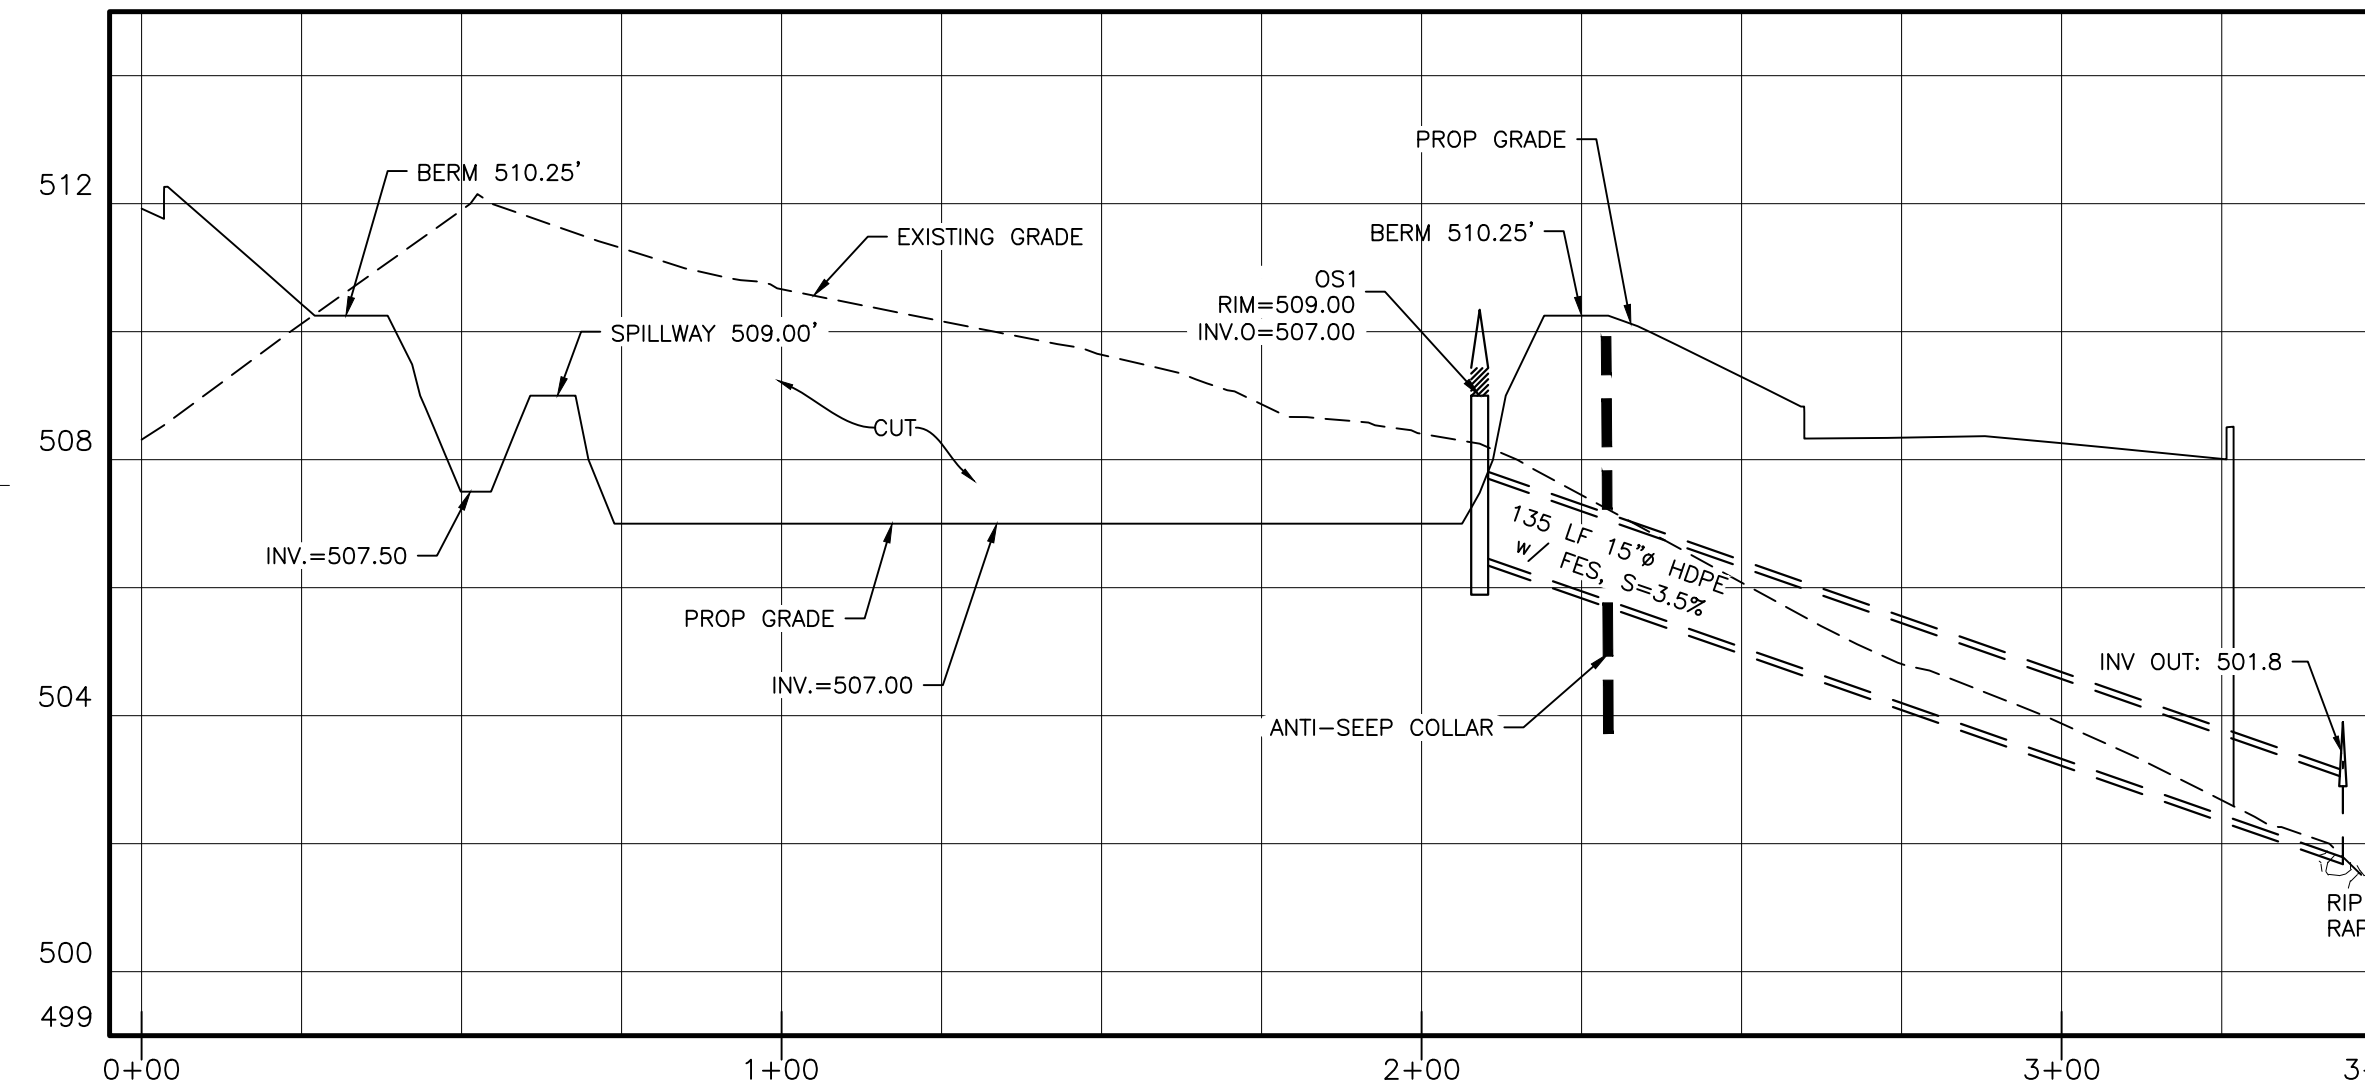 PROP GRADE
512
BERM 510.25'
BERM 510.25'
EXISTING GRADE
OS1
RIM=509.00
INV.O=507.00
SPILLWAY 509.00'
508
CUT
135 LF 15"ø HDPE
w/ FES, S=3.5%
INV.=507.50
PROP GRADE
INV.=507.00
INV OUT: 501.8
504
ANTI-SEEP COLLAR
RIP
500
499
0+00
1+00
2+00
3+00